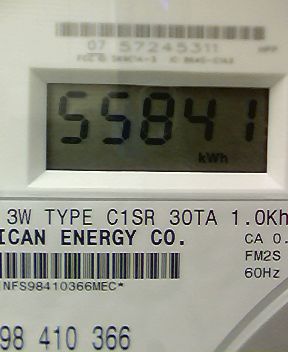 07 57245311
55841
kWh
3W TYPE C1SR 30TA 1.0Kh
ICAN ENERGY CO.
CA 0.
FM2S
60Hz
NFS98410366MEC*
98 410 366